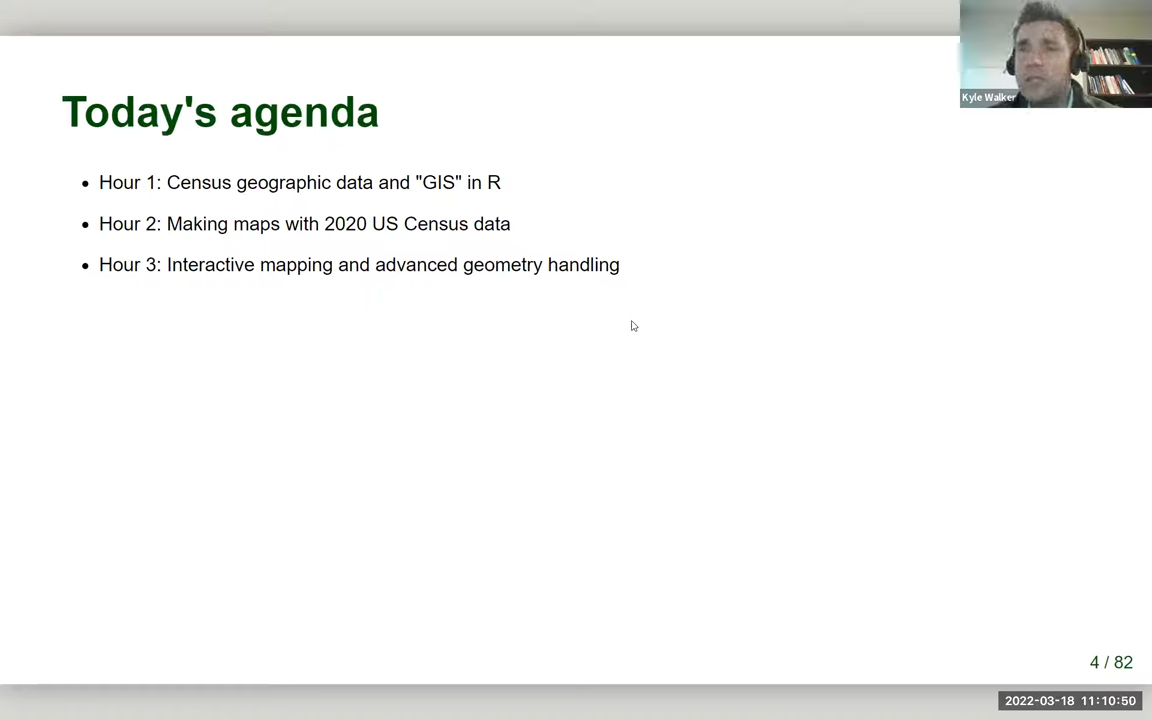 Kyle Walker
Today's agenda
Hour 1: Census geographic data and "GIS" in R
Hour 2: Making maps with 2020 US Census data
Hour 3: Interactive mapping and advanced geometry handling
4 / 82
2022-03-18 11:10:50